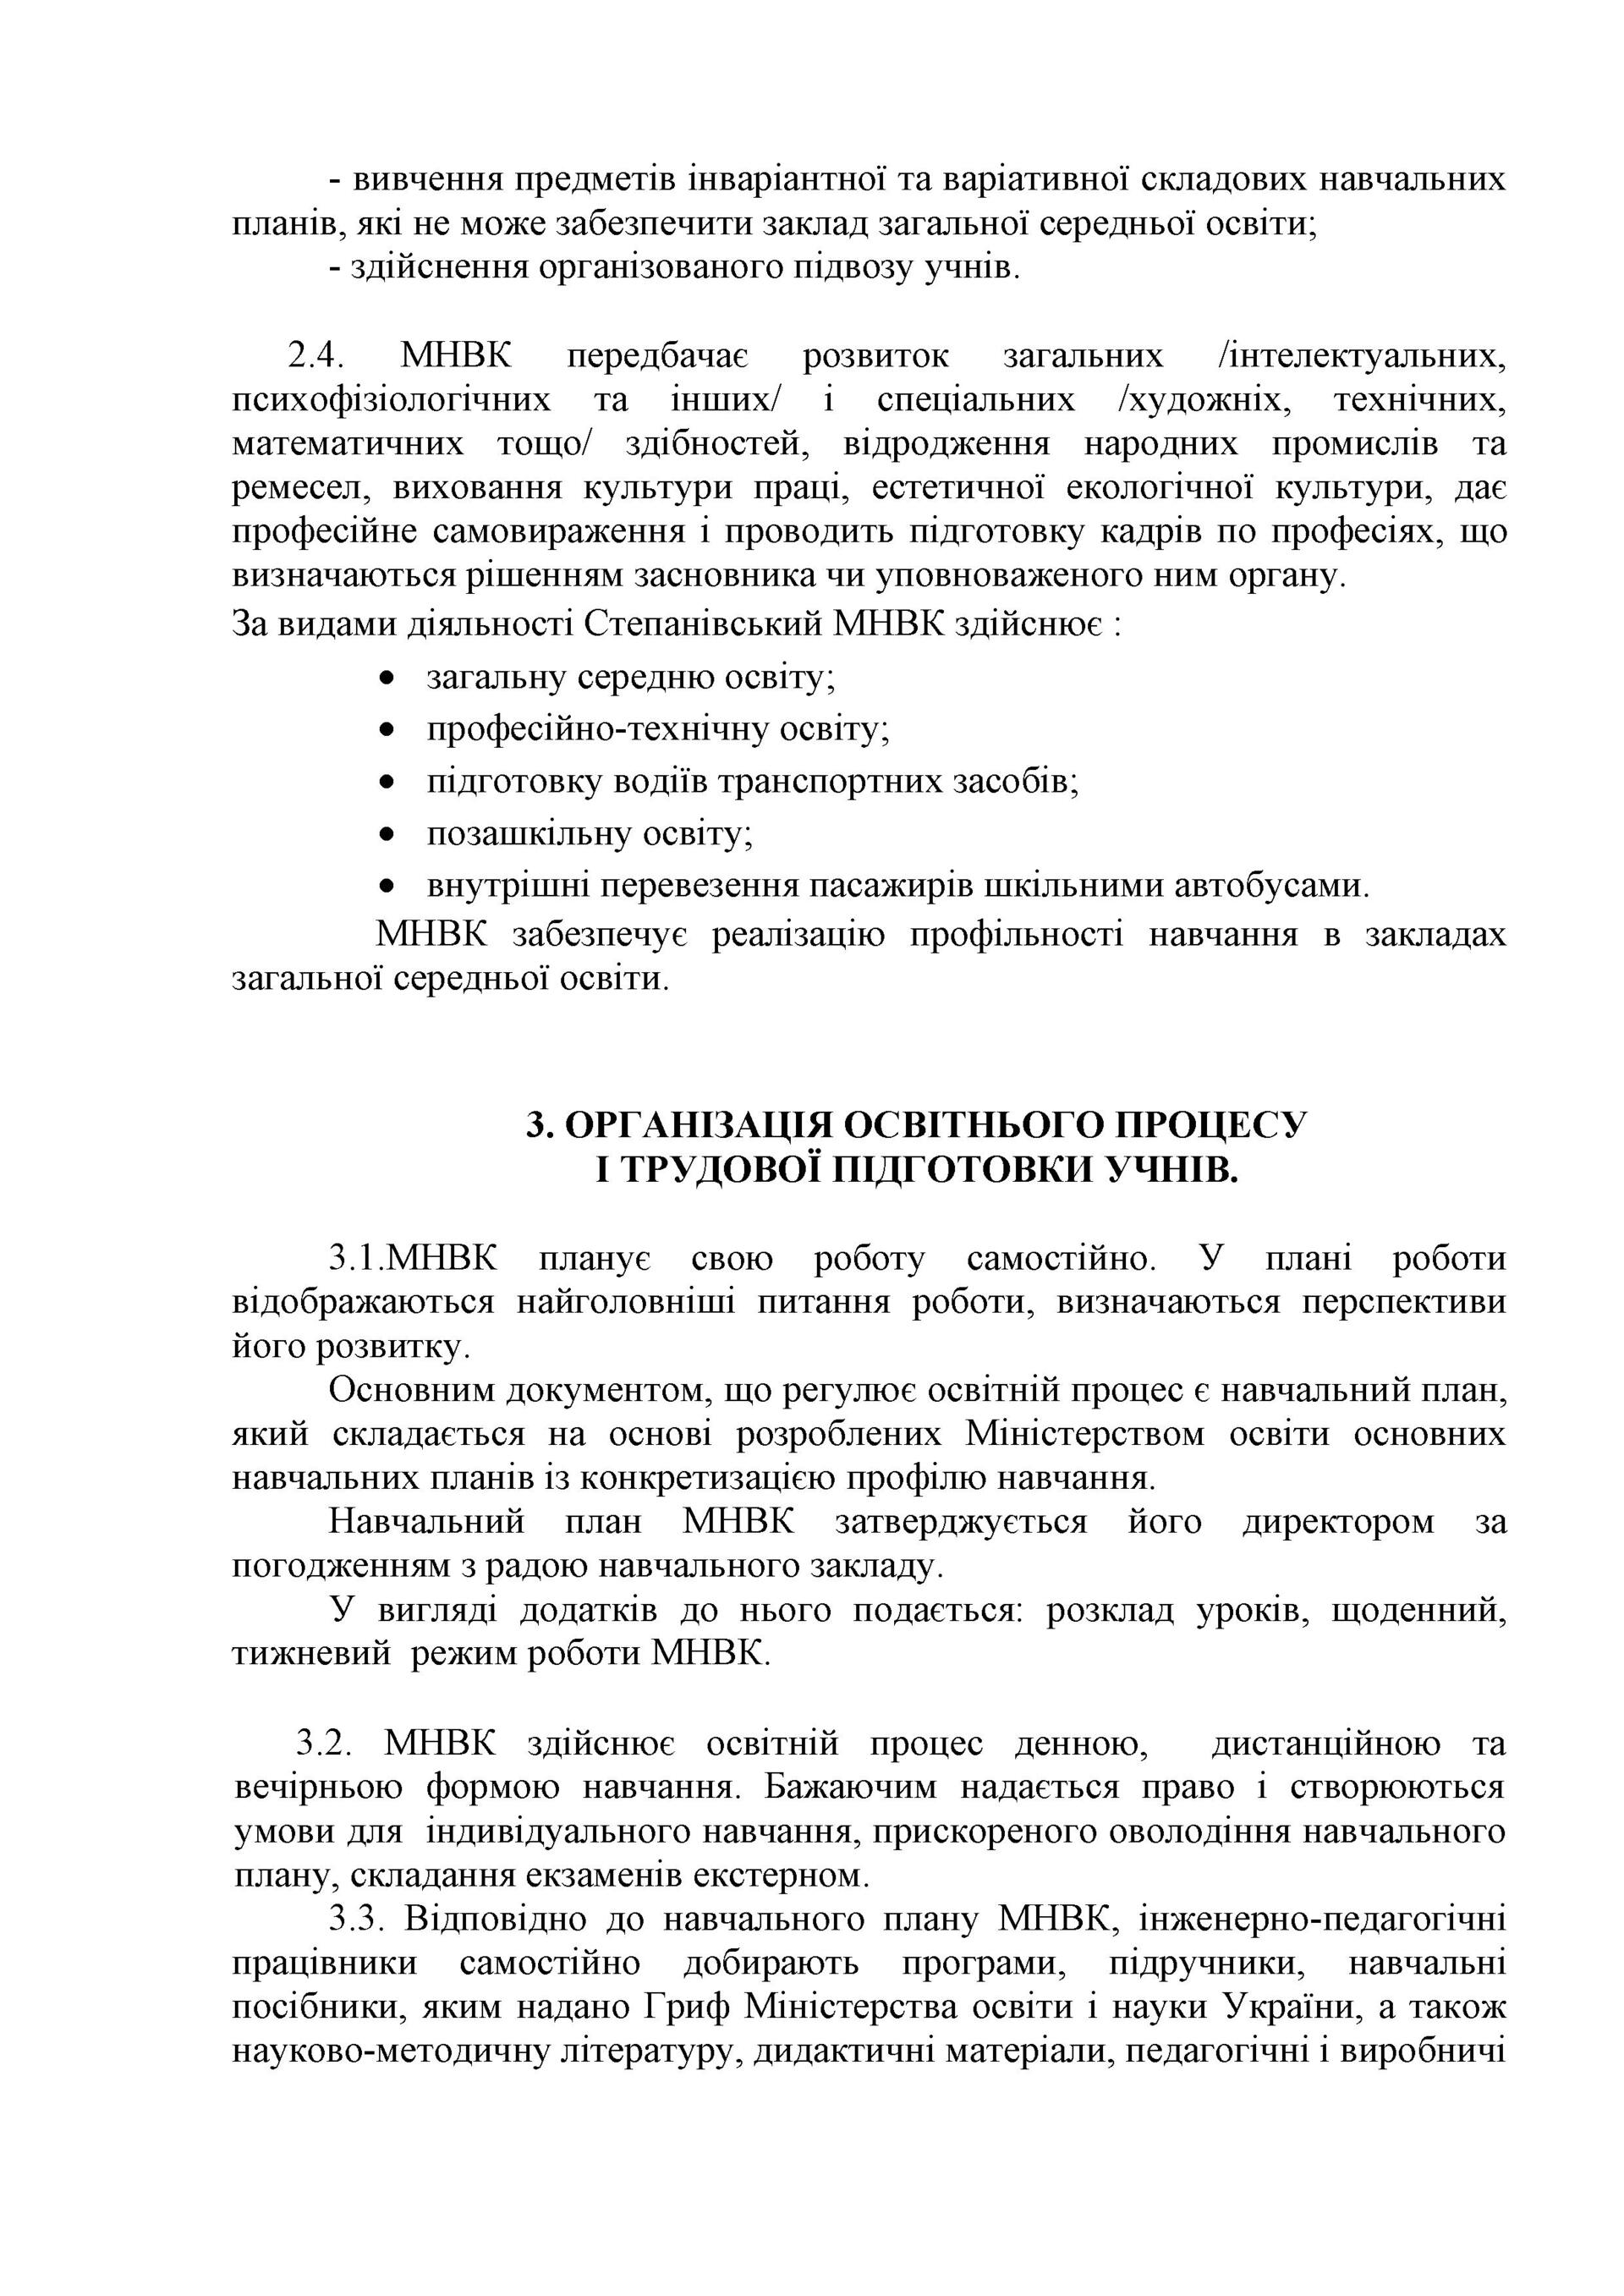 - вивчення предметів інваріантної та варіативної складових навчальних
планів, які не може забезпечити заклад загальної середньої освіти;
- здійснення організованого підвозу учнів.
2.4. МНВК передбачає розвиток загальних /інтелектуальних,
психофізіологічних та інших/ і спеціальних /художніх, технічних,
математичних тощо/ здібностей, відродження народних промислів та
ремесел, виховання культури праці, естетичної екологічної культури, дає
професійне самовираження і проводить підготовку кадрів по професіях, що
визначаються рішенням засновника чи уповноваженого ним органу.
За видами діяльності Степанівський МНВК здійснює :
• загальну середню освіту;
• професійно-технічну освіту;
• підготовку водіїв транспортних засобів;
• позашкільну освіту;
• внутрішні перевезення пасажирів шкільними автобусами.
МНВК забезпечує реалізацію профільності навчання в закладах
загальної середньої освіти.
3. ОРГАНІЗАЦІЯ ОСВІТНЬОГО ПРОЦЕСУ
І ТРУДОВОЇ ПІДГОТОВКИ УЧНІВ.
3.1.МНВК планує свою роботу самостійно. У плані роботи
відображаються найголовніші питання роботи, визначаються перспективи
його розвитку.
Основним документом, що регулює освітній процес є навчальний план,
який складається на основі розроблених Міністерством освіти основних
навчальних планів із конкретизацією профілю навчання.
Навчальний план МНВК затверджується його директором за
погодженням з радою навчального закладу.
У вигляді додатків до нього подається: розклад уроків, щоденний,
тижневий режим роботи МНВК.
3.2. МНВК здійснює освітній процес денною, дистанційною та
вечірньою формою навчання. Бажаючим надається право і створюються
умови для індивідуального навчання, прискореного оволодіння навчального
плану, складання екзаменів екстерном.
3.3. Відповідно до навчального плану МНВК, інженерно-педагогічні
працівники самостійно добирають програми, підручники, навчальні
посібники, яким надано Гриф Міністерства освіти і науки України, а також
науково-методичну літературу, дидактичні матеріали, педагогічні і виробничі